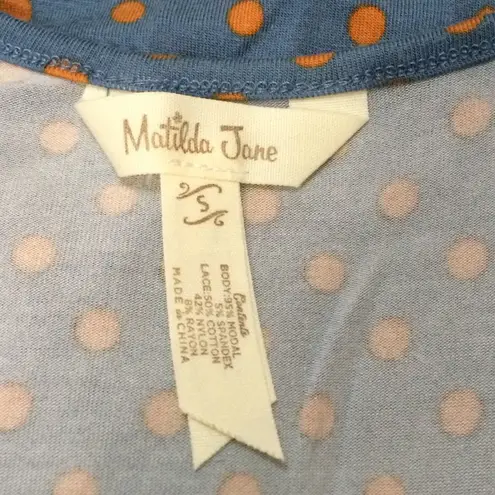 Matilda Jane
S
Contents
BODY:95% MODAL
5% SPANDEX
LACE:50% COTTON
42% NYLON
8% RAYON
MADE in CHINA